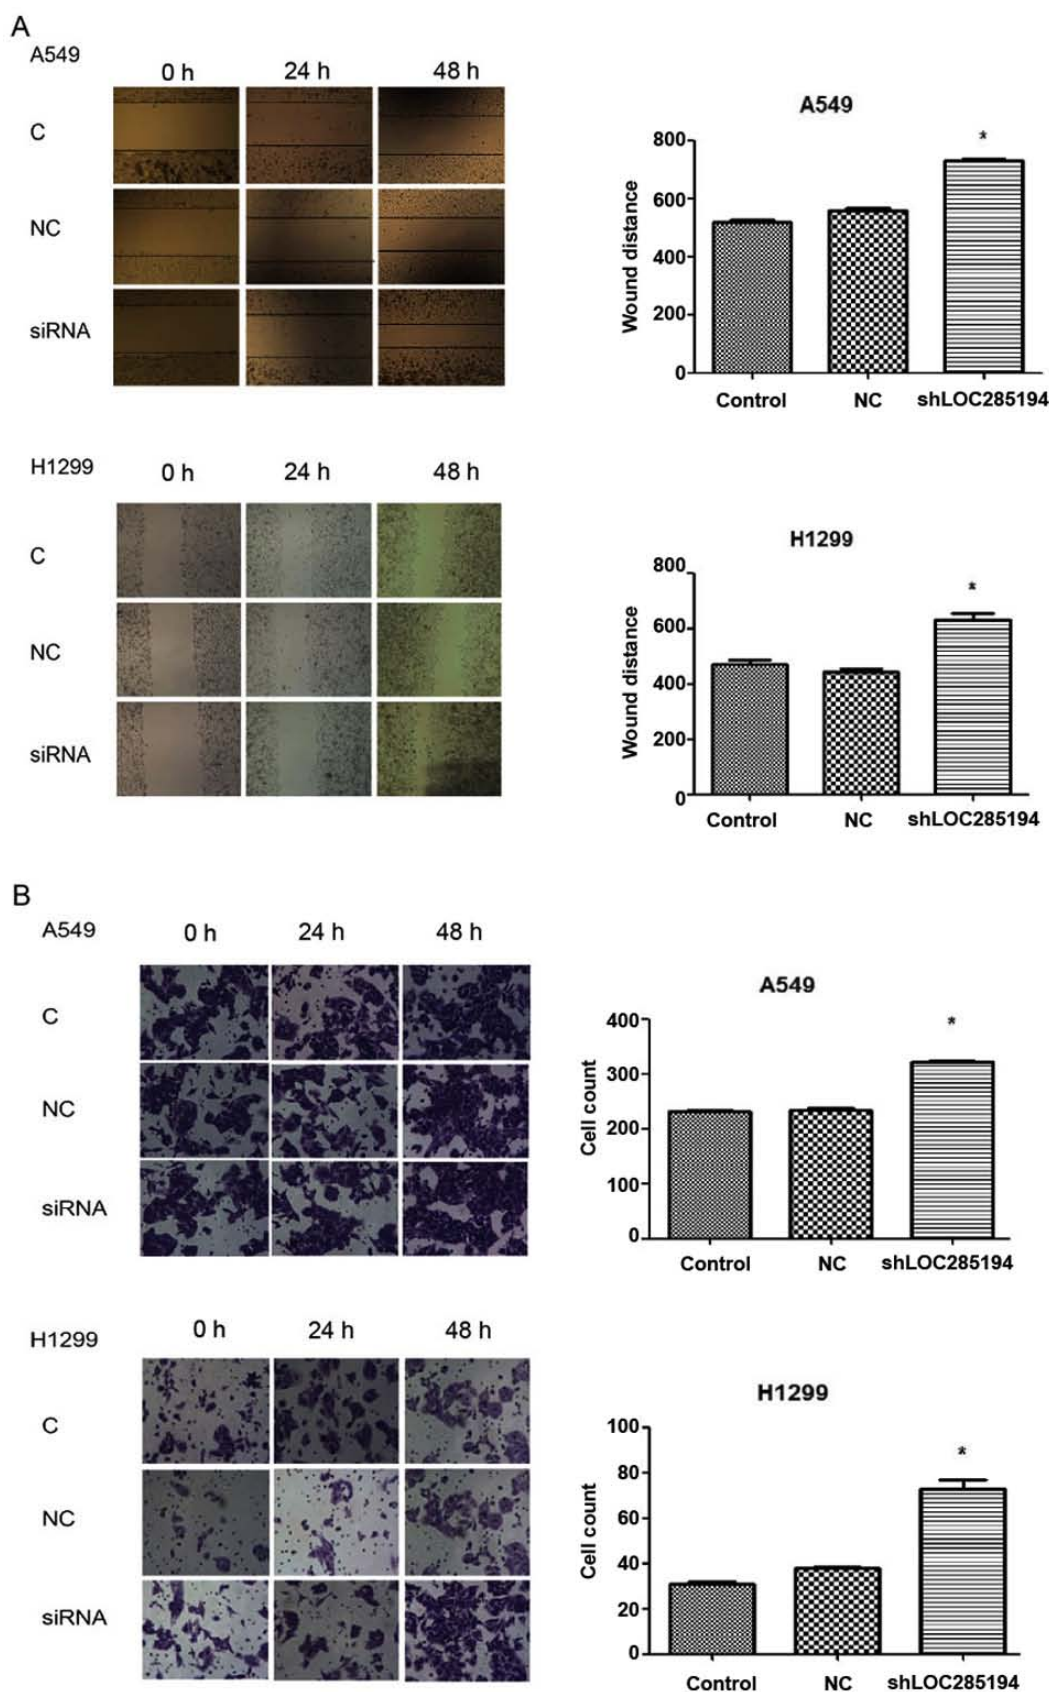 A
A549
0 h 24 h 48 h
C
NC
siRNA
A549
800
600
400
200
0
Wound distance
*
Control NC shLOC285194
H1299
0 h 24 h 48 h
C
NC
siRNA
H1299
800
600
400
200
0
Wound distance
*
Control NC shLOC285194
B
A549
0 h 24 h 48 h
C
NC
siRNA
A549
400
300
200
100
0
Cell count
*
Control NC shLOC285194
H1299
0 h 24 h 48 h
C
NC
siRNA
H1299
100
80
60
40
20
0
Cell count
*
Control NC shLOC285194